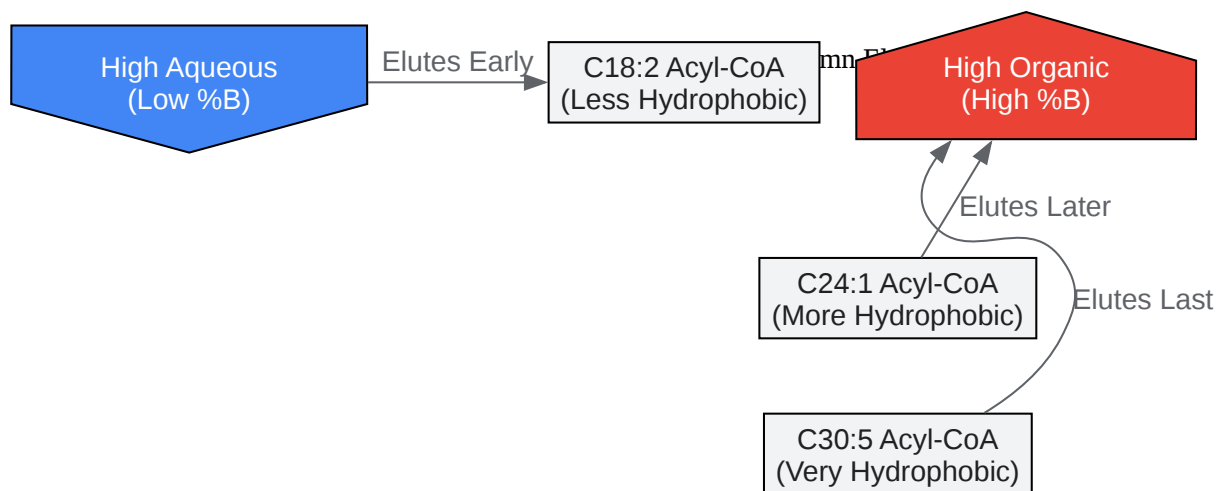 High Aqueous
(Low %B)
Elutes Early
C18:2 Acyl-CoA
(Less Hydrophobic)
High Organic
(High %B)
Elutes Later
C24:1 Acyl-CoA
(More Hydrophobic)
Elutes Last
C30:5 Acyl-CoA
(Very Hydrophobic)